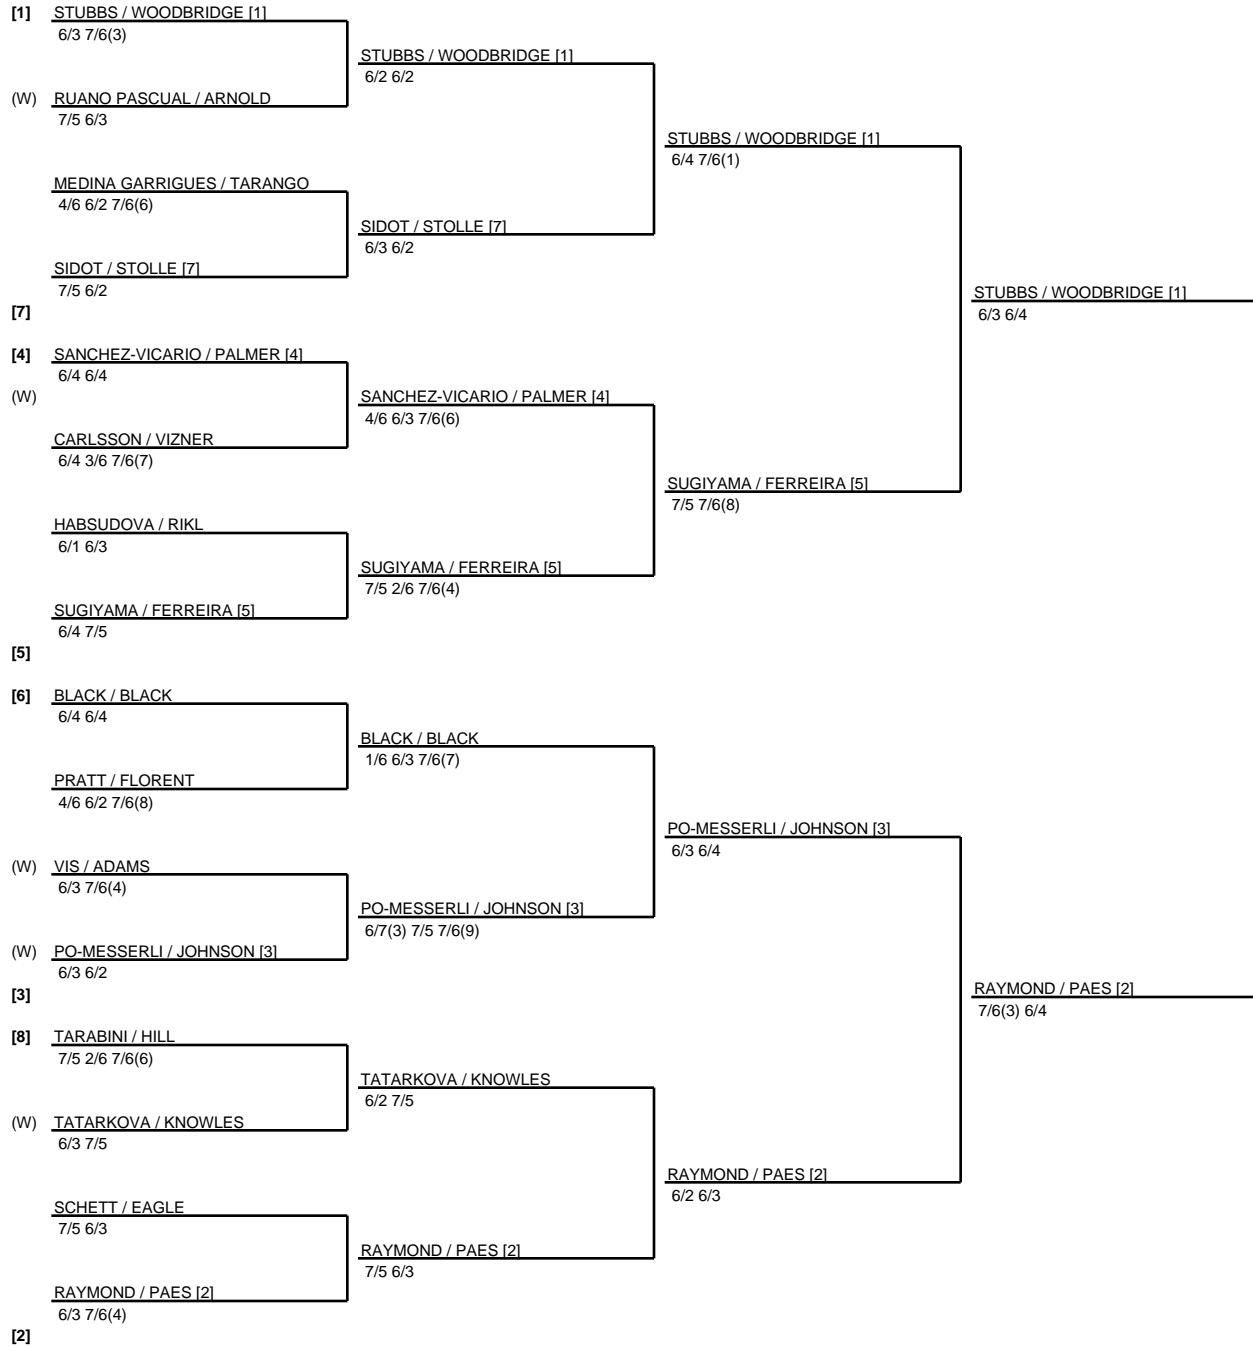 [1] STUBBS / WOODBRIDGE [1]
6/3 7/6(3)
STUBBS / WOODBRIDGE [1]
6/2 6/2
(W) RUANO PASCUAL / ARNOLD
7/5 6/3
STUBBS / WOODBRIDGE [1]
6/4 7/6(1)
MEDINA GARRIGUES / TARANGO
4/6 6/2 7/6(6)
SIDOT / STOLLE [7]
6/3 6/2
SIDOT / STOLLE [7]
7/5 6/2
STUBBS / WOODBRIDGE [1]
6/3 6/4
[7]
[4] SANCHEZ-VICARIO / PALMER [4]
6/4 6/4
(W)
SANCHEZ-VICARIO / PALMER [4]
4/6 6/3 7/6(6)
CARLSSON / VIZNER
6/4 3/6 7/6(7)
SUGIYAMA / FERREIRA [5]
7/5 7/6(8)
HABSUDOVA / RIKL
6/1 6/3
SUGIYAMA / FERREIRA [5]
7/5 2/6 7/6(4)
SUGIYAMA / FERREIRA [5]
6/4 7/5
[5]
[6] BLACK / BLACK
6/4 6/4
BLACK / BLACK
1/6 6/3 7/6(7)
PRATT / FLORENT
4/6 6/2 7/6(8)
PO-MESSERLI / JOHNSON [3]
6/3 6/4
(W) VIS / ADAMS
6/3 7/6(4)
PO-MESSERLI / JOHNSON [3]
6/7(3) 7/5 7/6(9)
(W) PO-MESSERLI / JOHNSON [3]
6/3 6/2
[3]
RAYMOND / PAES [2]
7/6(3) 6/4
[8] TARABINI / HILL
7/5 2/6 7/6(6)
TATARKOVA / KNOWLES
6/2 7/5
(W) TATARKOVA / KNOWLES
6/3 7/5
RAYMOND / PAES [2]
6/2 6/3
SCHETT / EAGLE
7/5 6/3
RAYMOND / PAES [2]
7/5 6/3
RAYMOND / PAES [2]
6/3 7/6(4)
[2]